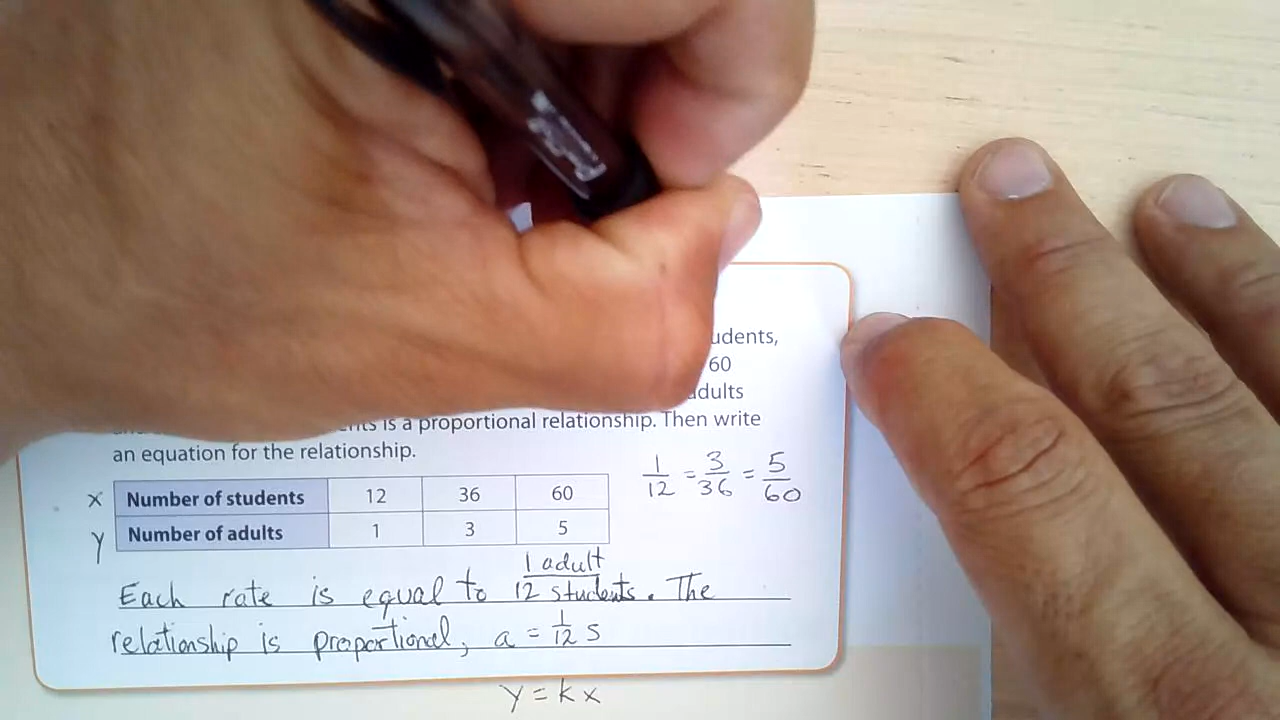 udents,
60
adults
is a proportional relationship. Then write
an equation for the relationship.
x Number of students 12 36 60
y Number of adults 1 3 5
1/12 = 3/36 = 5/60
Each rate is equal to 1 adult/12 students. The
relationship is proportional, a = 1/12 s
y = kx